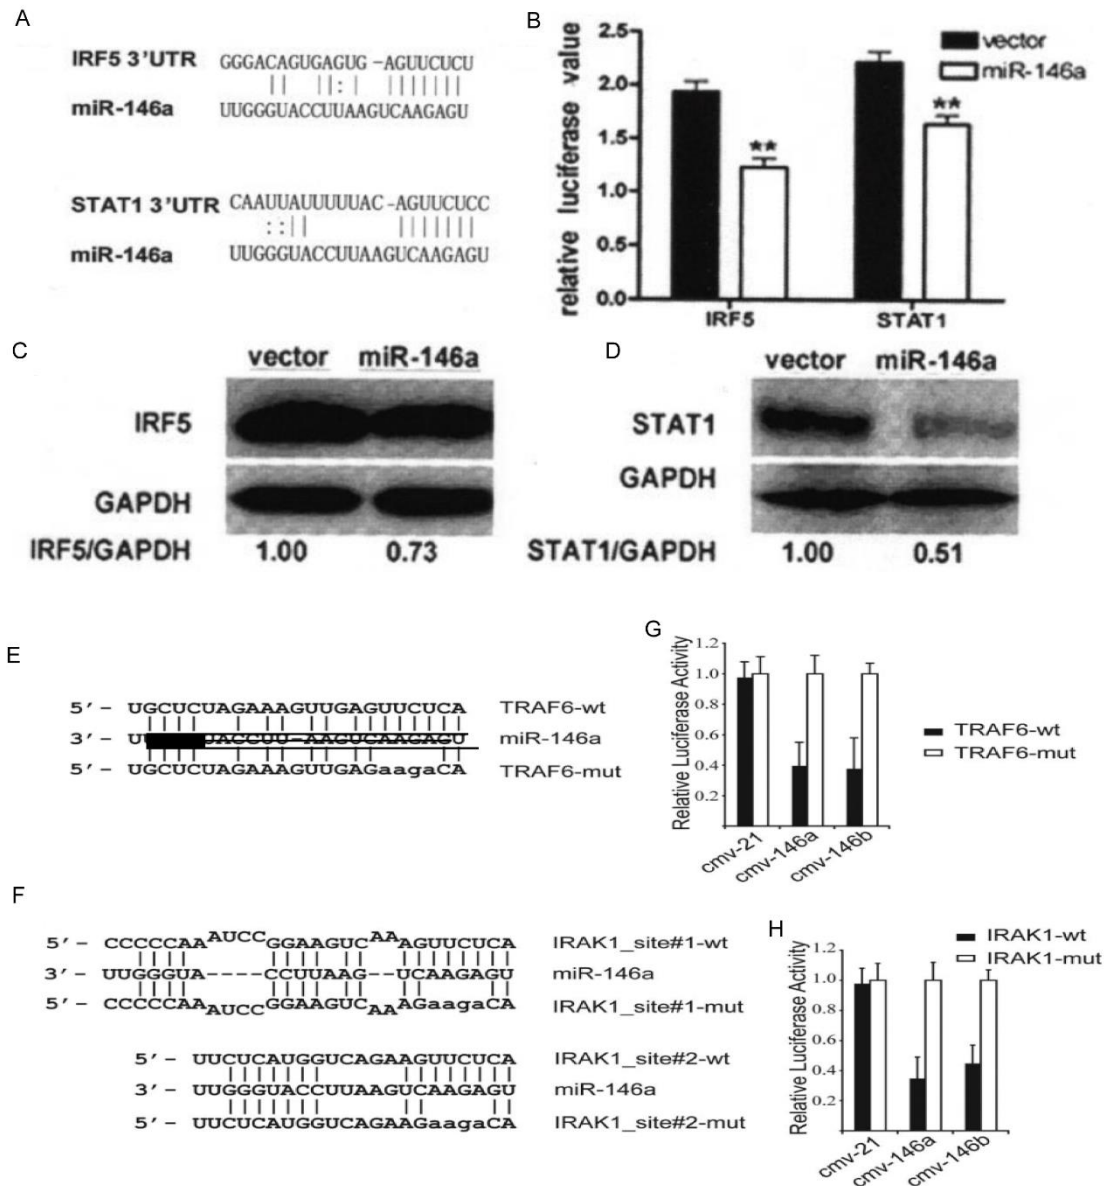 A
IRF5 3'UTR GGGACAGUGAGUG-AGUUCUCU
miR-146a UUGGGUACCUUAAGUCAAGAGU
STAT1 3'UTR CAAUUAUUUUUAC-AGUUCUCC
miR-146a UUGGGUACCUUAAGUCAAGAGU
B
relative luciferase value
2.5
2.0
1.5
1.0
2.5
0.0
vector
miR-146a
**
**
IRF5
STAT1
C
vector miR-146a
IRF5
GAPDH
IRF5/GAPDH 1.00 0.73
D
vector miR-146a
STAT1
GAPDH
STAT1/GAPDH 1.00 0.51
E
5'- UGCUCUAGAAAGUUGAGUUCUCA TRAF6-wt
3'- UACCUU-AAGUCAAGAGU miR-146a
5'- UGCUCUAGAAAGUUGAGaagaCA TRAF6-mut
G
Relative Luciferase Activity
1.2
1.0
0.8
0.6
0.4
0.2
TRAF6-wt
TRAF6-mut
cmv-21
cmv-146a
cmv-146b
F
5'- CCCCCAAAUCCGGAAGUCAAAGUUCUCA IRAK1_site#1-wt
3'- UUGGGUA----CCUUAAG--UCAAGAGU miR-146a
5'- CCCCCAAAUCCGGAAGUCAAAGaagaCA IRAK1_site#1-mut
5'- UUCUCAUGGUCAGAAGUUCUCA IRAK1_site#2-wt
3'- UUGGGUACCUUAAGUCAAGAGU miR-146a
5'- UUCUCAUGGUCAGAAGaagaCA IRAK1_site#2-mut
H
Relative Luciferase Activity
1.2
1.0
0.8
0.6
0.4
0.2
IRAK1-wt
IRAK1-mut
cmv-21
cmv-146a
cmv-146b